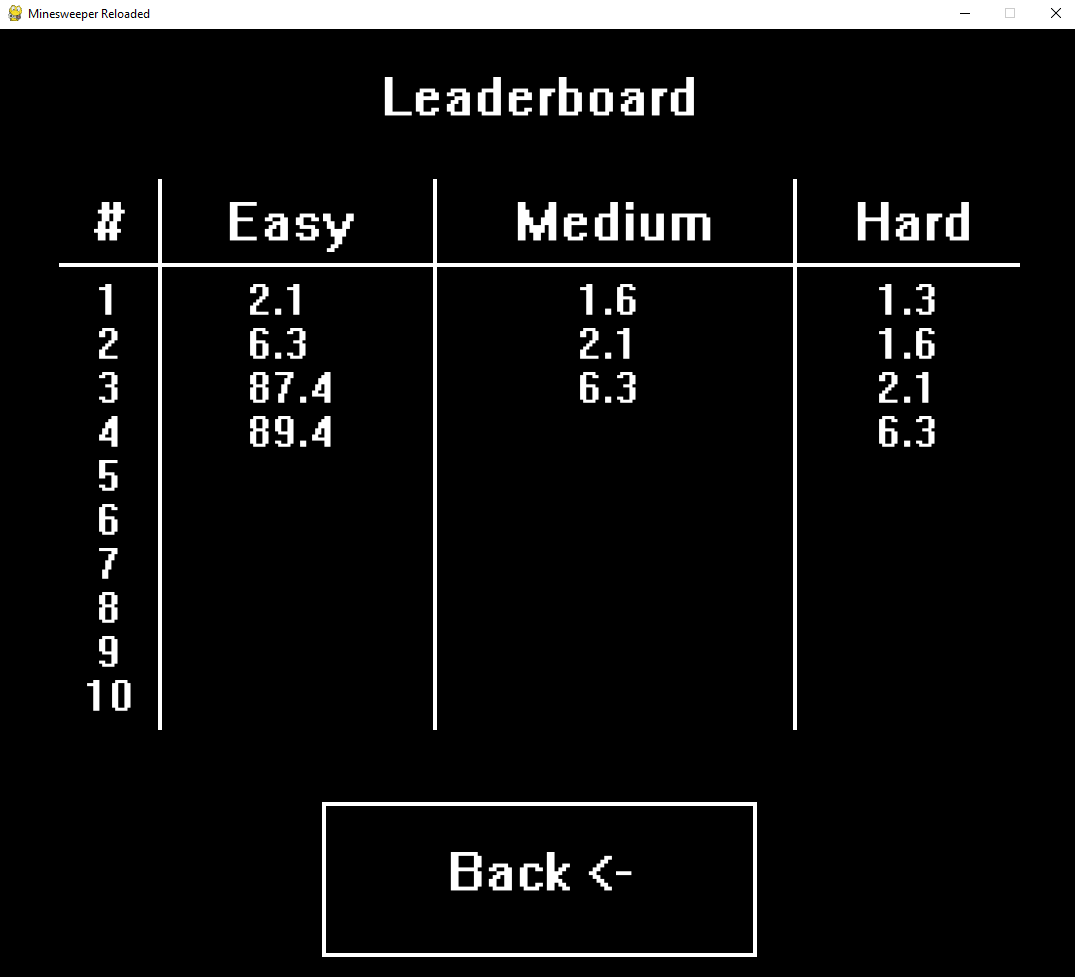 Minesweeper Reloaded
Leaderboard
# Easy Medium Hard
1 2.1 1.6 1.3
2 6.3 2.1 1.6
3 87.4 6.3 2.1
4 89.4 6.3
5
6
7
8
9
10
Back <-